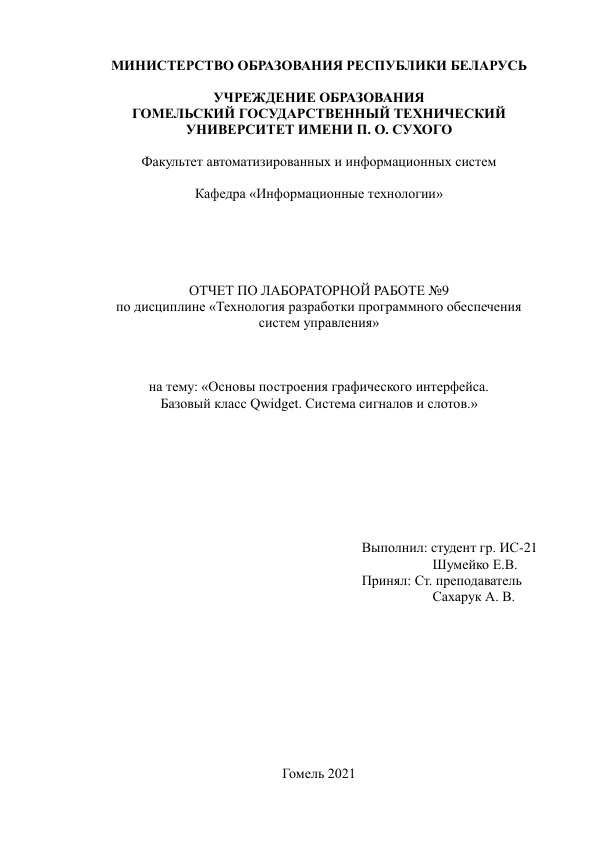 МИНИСТЕРСТВО ОБРАЗОВАНИЯ РЕСПУБЛИКИ БЕЛАРУСЬ
УЧРЕЖДЕНИЕ ОБРАЗОВАНИЯ
ГОМЕЛЬСКИЙ ГОСУДАРСТВЕННЫЙ ТЕХНИЧЕСКИЙ
УНИВЕРСИТЕТ ИМЕНИ П. О. СУХОГО
Факультет автоматизированных и информационных систем
Кафедра «Информационные технологии»
ОТЧЕТ ПО ЛАБОРАТОРНОЙ РАБОТЕ №9
по дисциплине «Технология разработки программного обеспечения
систем управления»
на тему: «Основы построения графического интерфейса.
Базовый класс Qwidget. Система сигналов и слотов.»
Выполнил: студент гр. ИС-21
Шумейко Е.В.
Принял: Ст. преподаватель
Сахарук А. В.
Гомель 2021